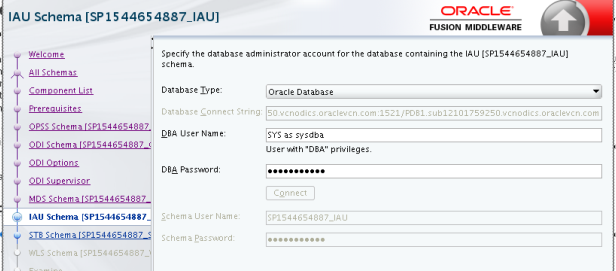 IAU Schema [SP1544654887_IAU]
ORACLE
FUSION MIDDLEWARE
Welcome
All Schemas
Component List
Prerequisites
OPSS Schema [SP1544654887_
ODI Schema [SP1544654887_
ODI Options
ODI Supervisor
MDS Schema [SP1544654887_
IAU Schema [SP1544654887_
STB Schema [SP1544654887_S
WLS Schema [SP1544654887_
Examine
Specify the database administrator account for the database containing the IAU [SP1544654887_IAU]
schema.
Database Type:
Oracle Database
Database Connect String:
50.vcnodics.oraclevcn.com:1521/PDB1.sub12101759250.vcnodics.oraclevcn.com
DBA User Name:
SYS as sysdba
User with "DBA" privileges.
DBA Password:
Connect
Schema User Name:
SP1544654887_IAU
Schema Password: